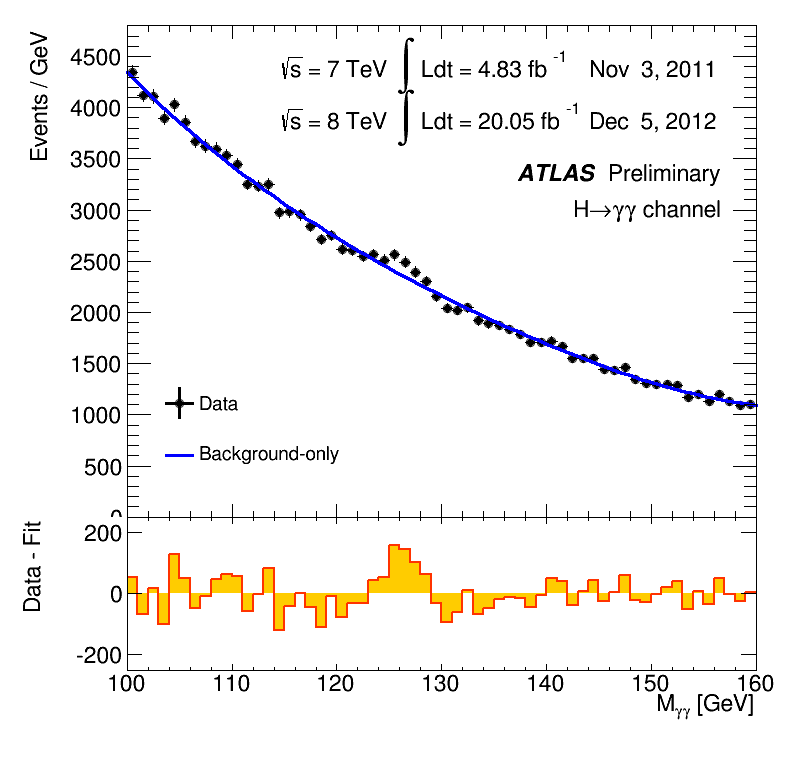 Events / GeV
4500
4000
3500
3000
2500
2000
1500
1000
500
0
√s = 7 TeV ∫ Ldt = 4.83 fb⁻¹ Nov 3, 2011
√s = 8 TeV ∫ Ldt = 20.05 fb⁻¹ Dec 5, 2012
ATLAS Preliminary
H→γγ channel
Data
Background-only
Data - Fit
200
0
-200
100 110 120 130 140 150 160
Mγγ [GeV]